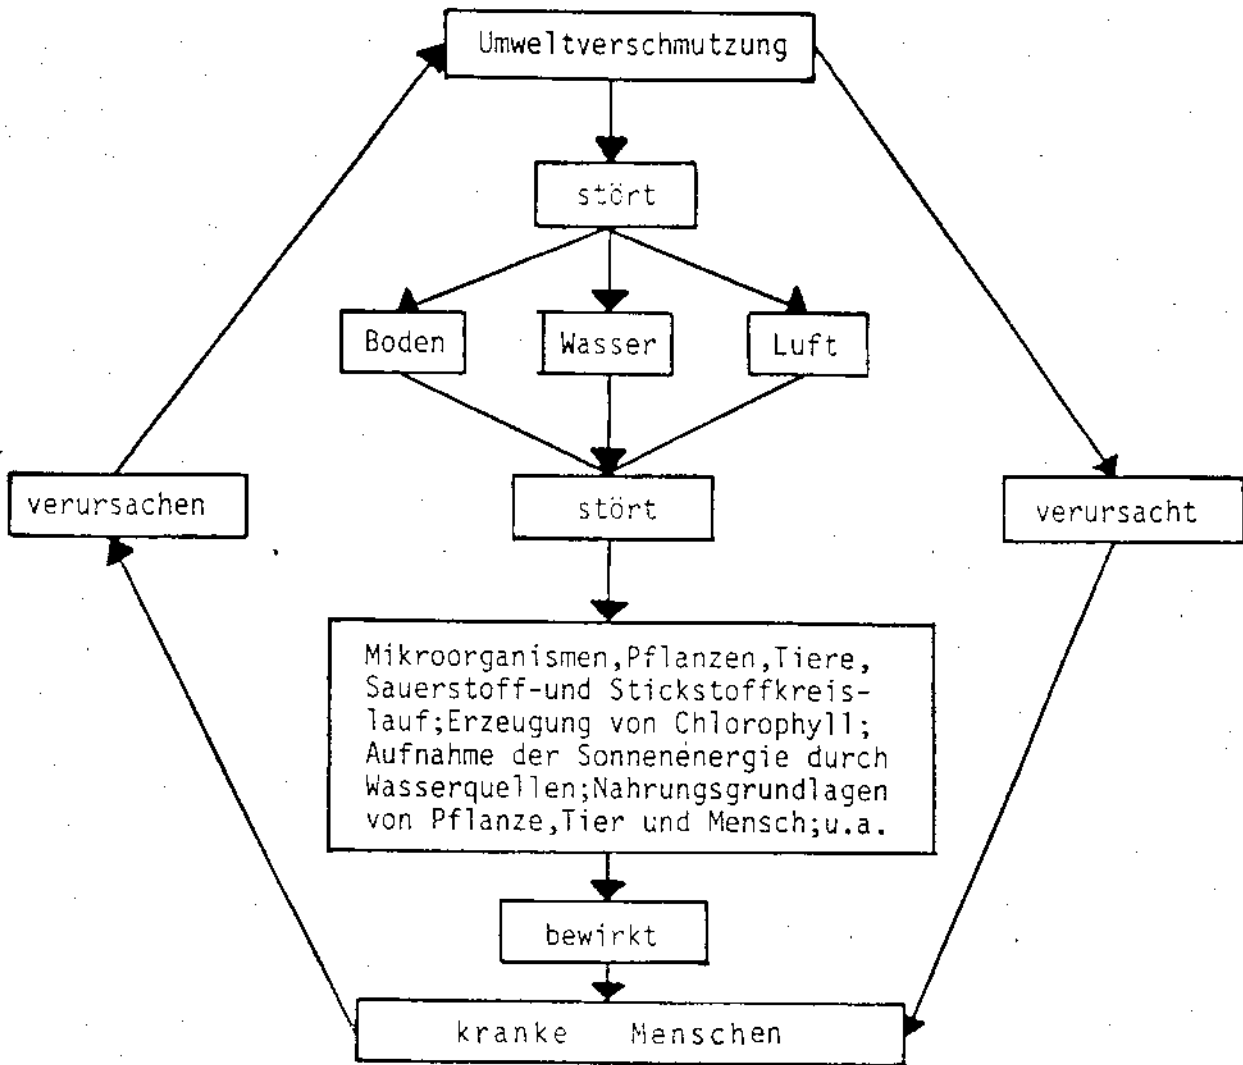 Umweltverschmutzung
stört
Boden
Wasser
Luft
stört
verursachen
verursacht
Mikroorganismen,Pflanzen,Tiere,
Sauerstoff-und Stickstoffkreis-
lauf;Erzeugung von Chlorophyll;
Aufnahme der Sonnenenergie durch
Wasserquellen;Nahrungsgrundlagen
von Pflanze,Tier und Mensch;u.a.
bewirkt
kranke Menschen